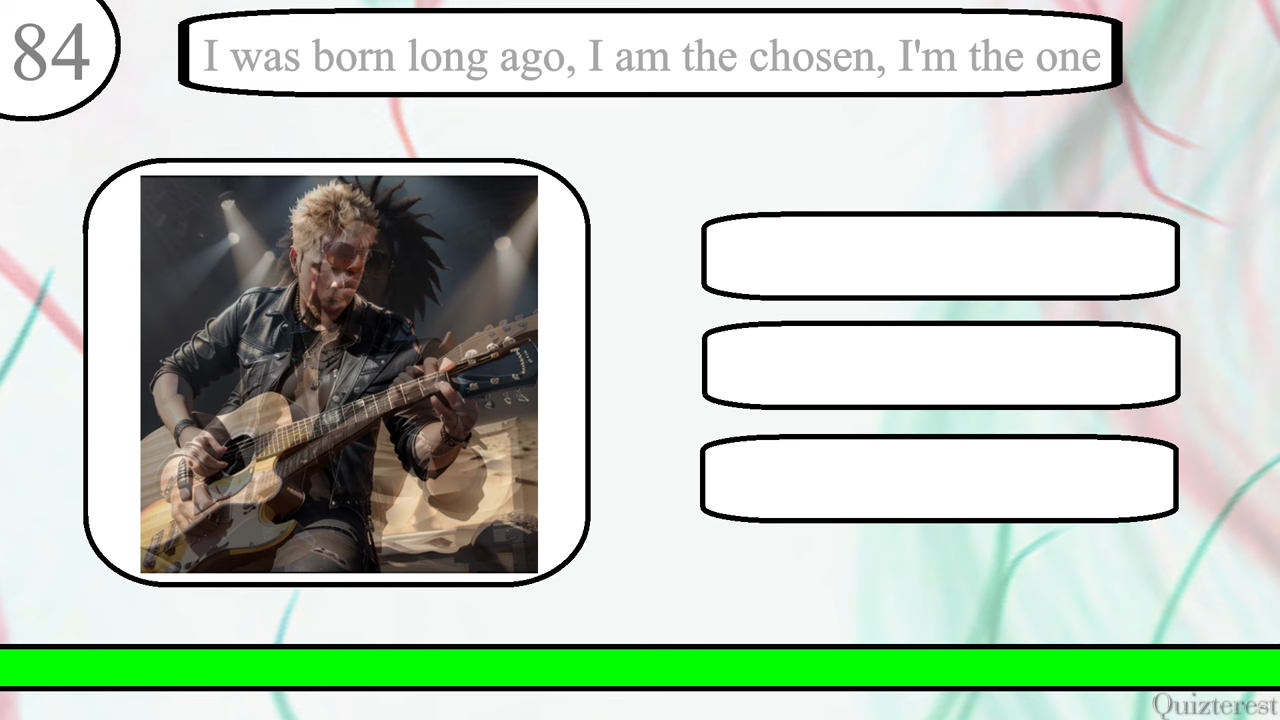 84
I was born long ago, I am the chosen, I'm the one
Quizterest